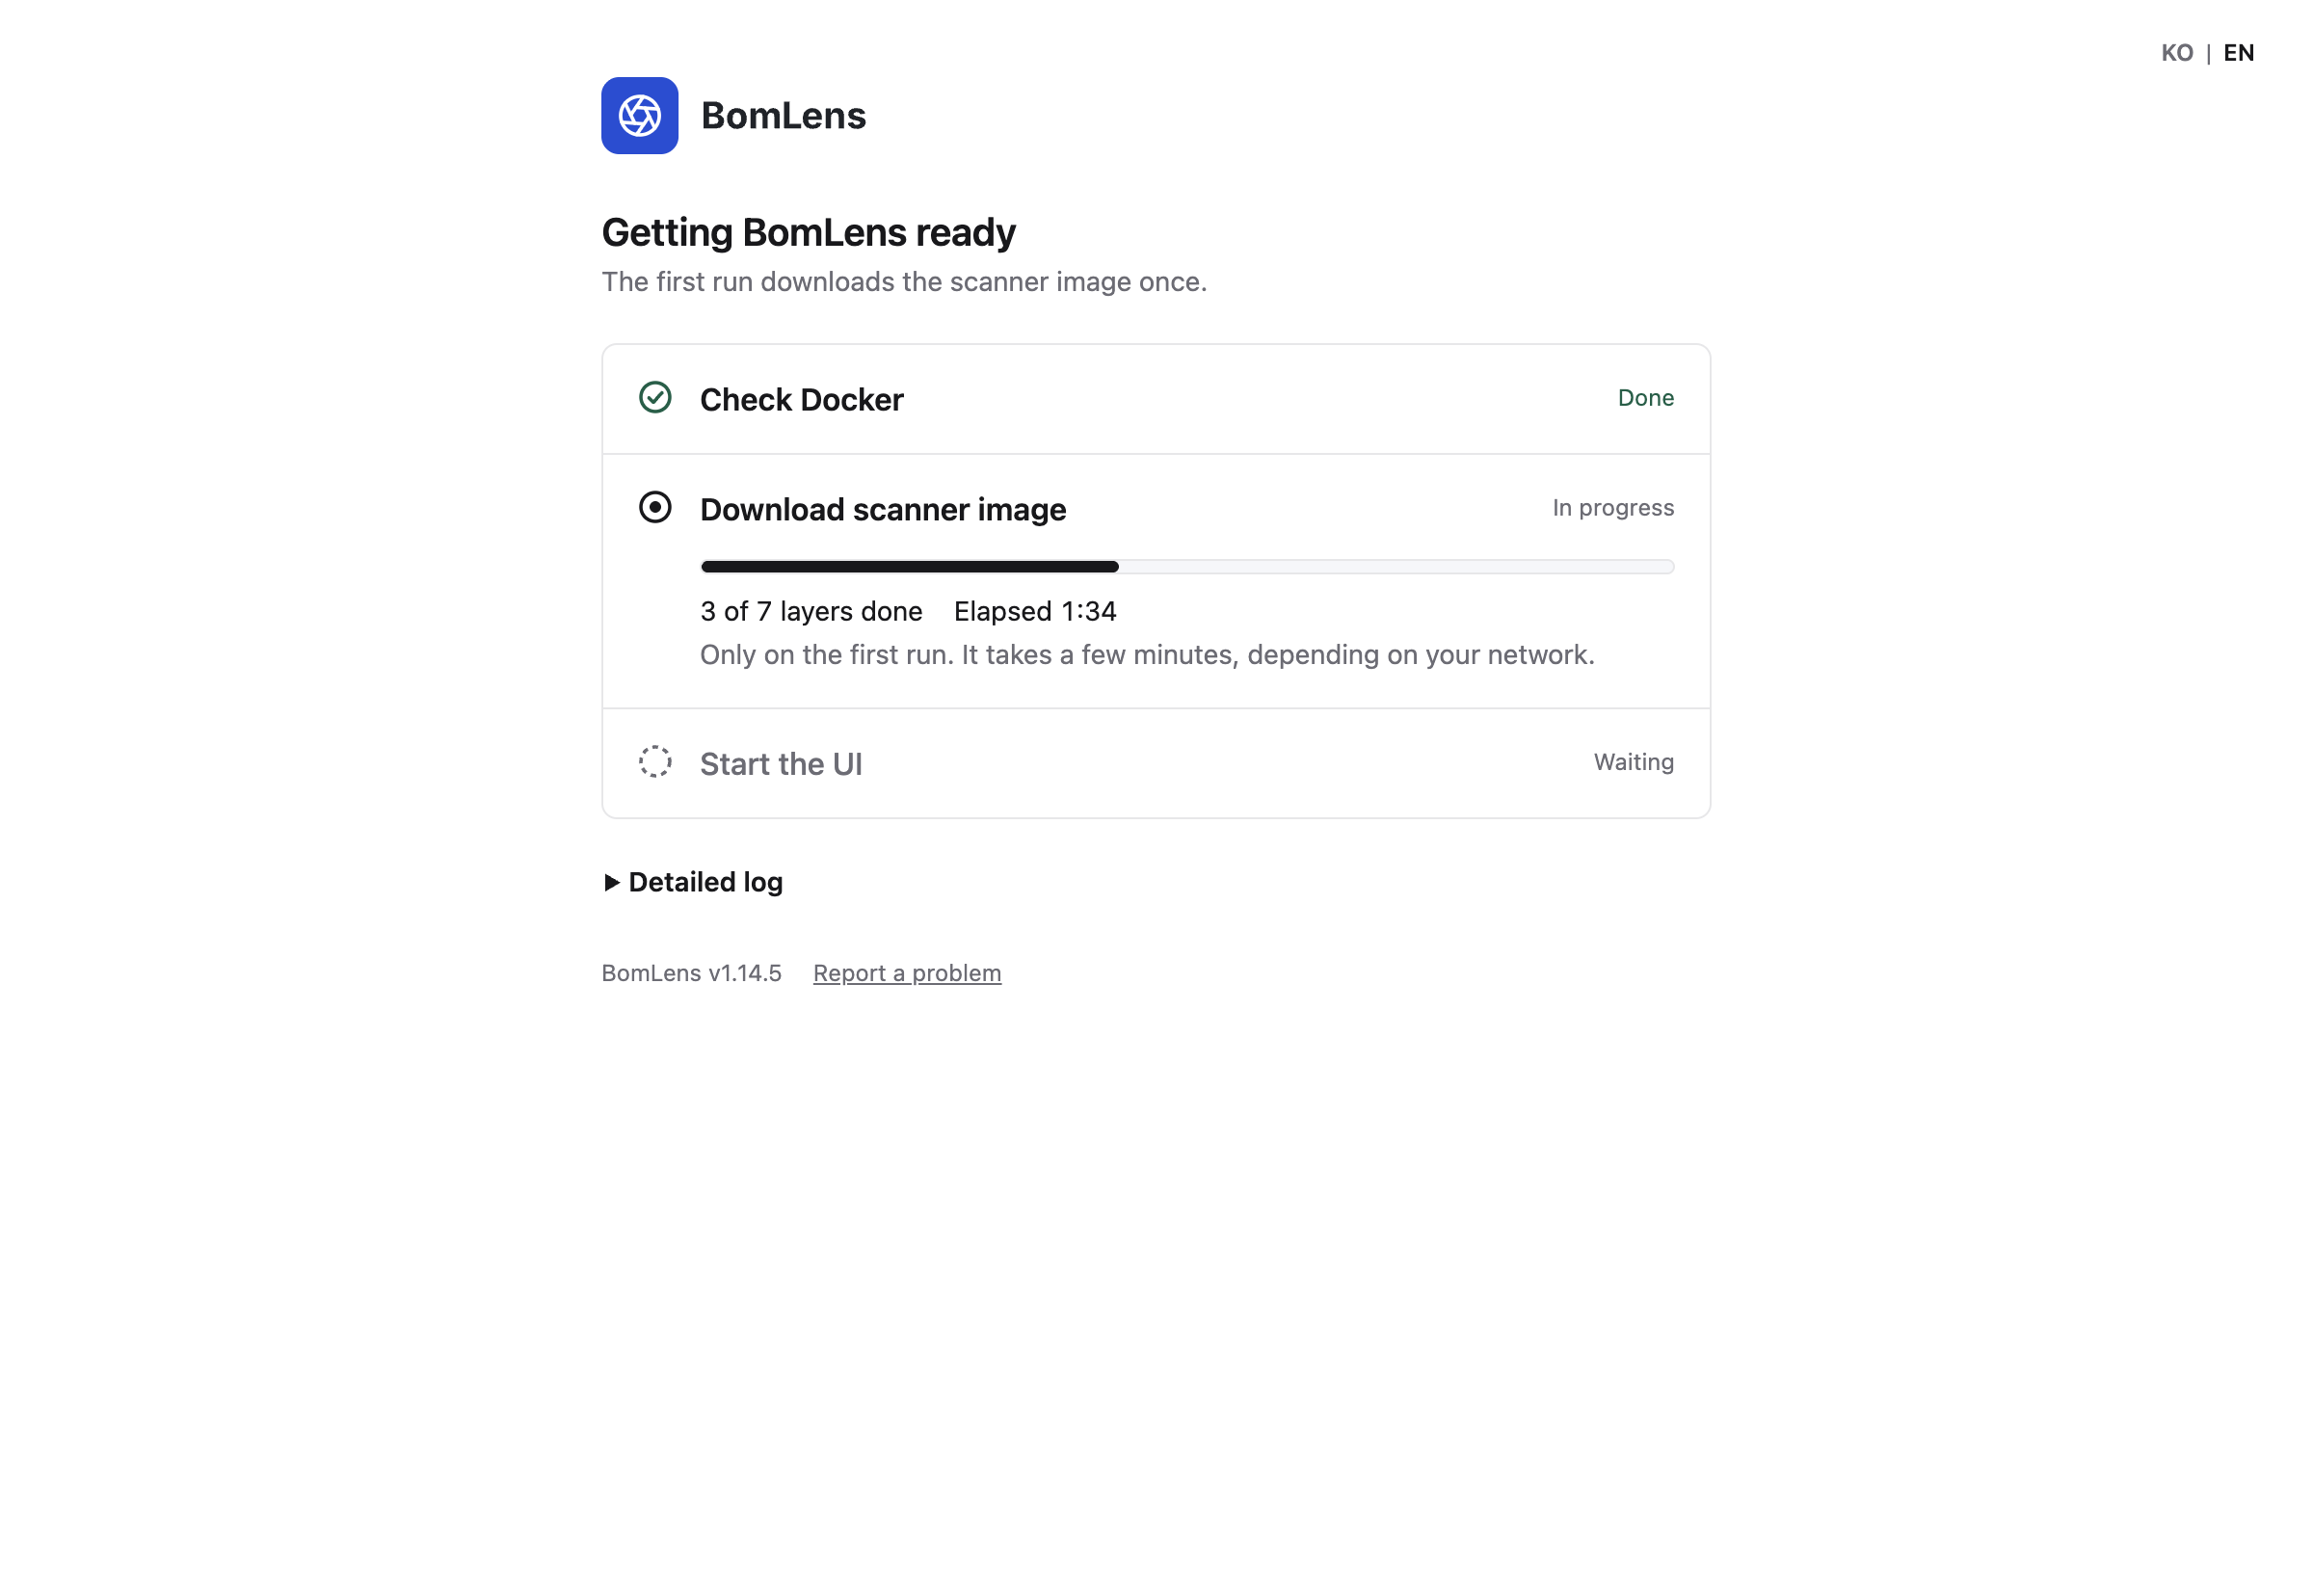 KO | EN
BomLens
Getting BomLens ready
The first run downloads the scanner image once.
Check Docker
Done
Download scanner image
In progress
3 of 7 layers done Elapsed 1:34
Only on the first run. It takes a few minutes, depending on your network.
Start the UI
Waiting
Detailed log
BomLens v1.14.5 Report a problem